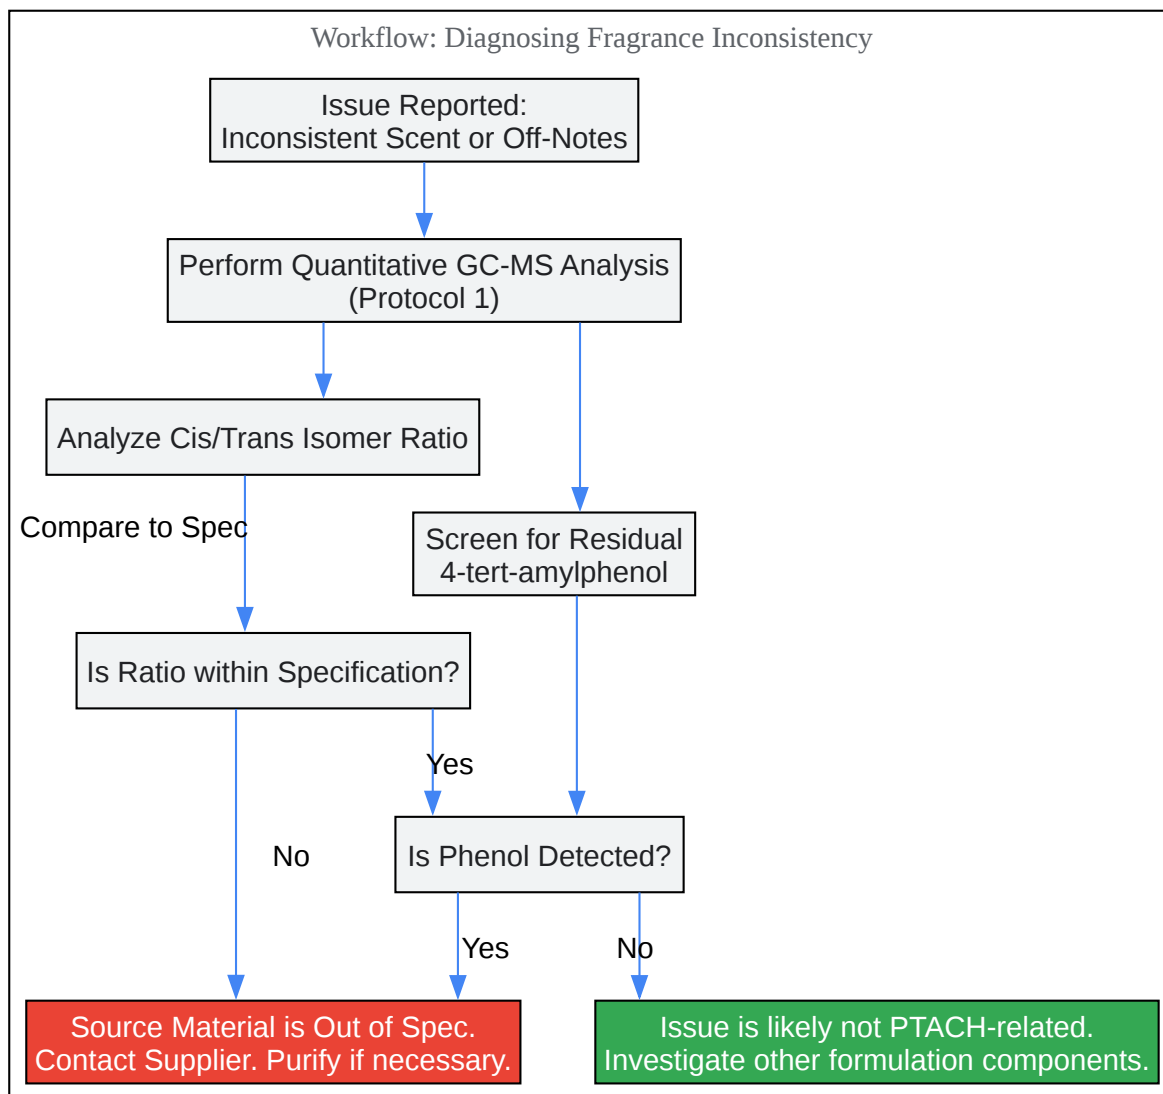 Workflow: Diagnosing Fragrance Inconsistency
Issue Reported:
Inconsistent Scent or Off-Notes
Perform Quantitative GC-MS Analysis
(Protocol 1)
Analyze Cis/Trans Isomer Ratio
Compare to Spec
Screen for Residual
4-tert-amylphenol
Is Ratio within Specification?
Yes
No
Is Phenol Detected?
Yes
No
Source Material is Out of Spec.
Contact Supplier. Purify if necessary.
Issue is likely not PTACH-related.
Investigate other formulation components.